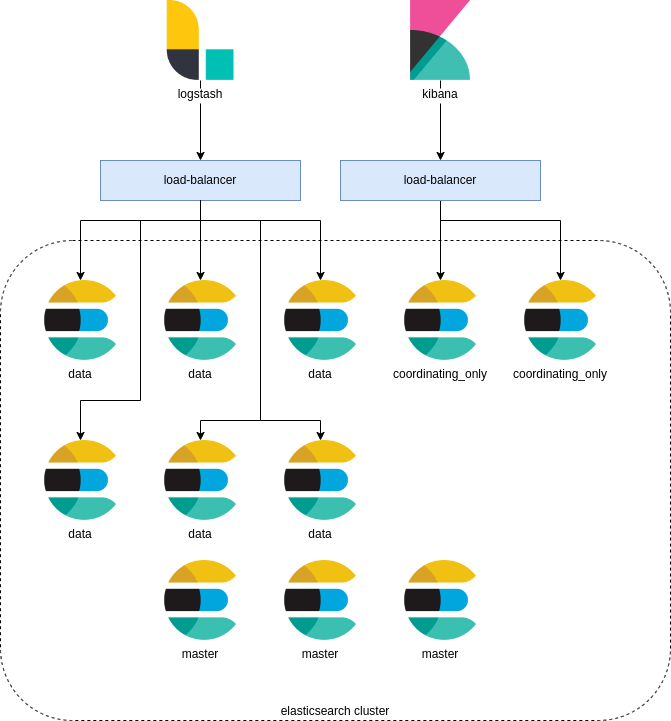 logstash
kibana
load-balancer
load-balancer
data
data
data
coordinating_only
coordinating_only
data
data
data
master
master
master
elasticsearch cluster